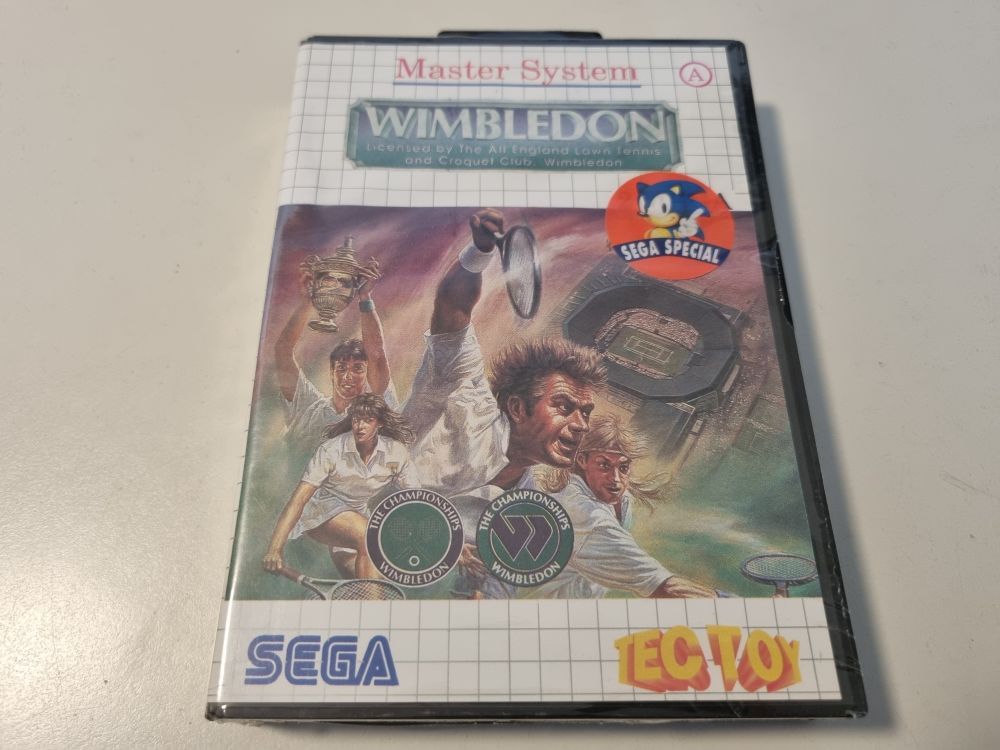 Master System
A
WIMBLEDON
Licensed by The All England Lawn Tennis
and Croquet Club, Wimbledon
SEGA SPECIAL
THE CHAMPIONSHIPS
WIMBLEDON
THE CHAMPIONSHIPS
WIMBLEDON
SEGA
TEC TOY